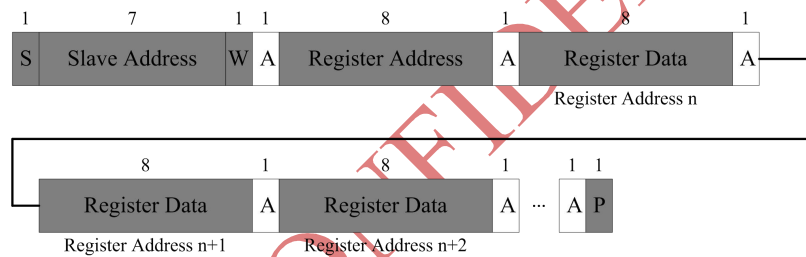 1 7 1 1 8 1 8 1
S Slave Address W A Register Address A Register Data A
Register Address n
8 1 8 1 1 1
Register Data A Register Data A ... A P
Register Address n+1 Register Address n+2